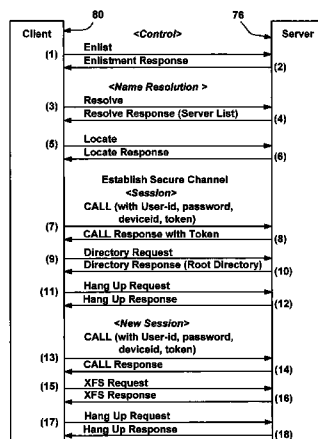 80
76
Client
<Control>
Server
(1)
Enlist
Enlistment Response
(2)
<Name Resolution >
(3)
Resolve
Resolve Response (Server List)
(4)
(5)
Locate
Locate Response
(6)
Establish Secure Channel
<Session>
CALL (with User-id, password,
deviceid, token)
(7)
CALL Response with Token
(8)
(9)
Directory Request
Directory Response (Root Directory)
(10)
(11)
Hang Up Request
Hang Up Response
(12)
<New Session>
CALL (with User-id, password,
deviceid, token)
(13)
CALL Response
(14)
(15)
XFS Request
XFS Response
(16)
(17)
Hang Up Request
Hang Up Response
(18)